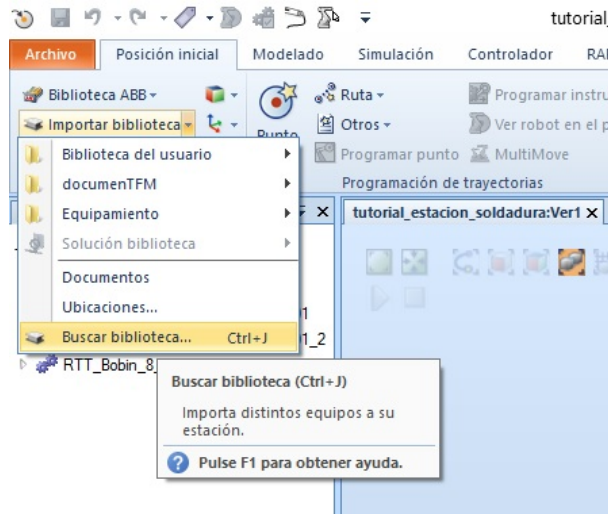 tutorial_
Archivo Posición inicial Modelado Simulación Controlador RA
Biblioteca ABB Ruta Programar instru
Importar biblioteca Otros Ver robot en el p
Punto Programar punto MultiMove
Programación de trayectorias
Biblioteca del usuario
documenTFM
Equipamiento
tutorial_estacion_soldadura:Ver1 X
Solución biblioteca
Documentos
Ubicaciones...
Buscar biblioteca... Ctrl+J
1_2
RTT_Bobin_8
Buscar biblioteca (Ctrl+J)
Importa distintos equipos a su
estación.
Pulse F1 para obtener ayuda.